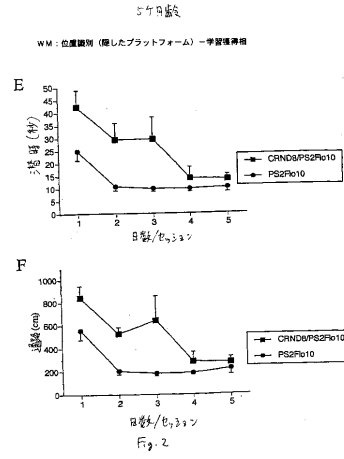 5ヶ月齢
WM：位置識別（隠したプラットフォーム）－学習獲得相
E
50
45
40
35
30
25
20
15
10
5
0
潜時（秒）
1 2 3 4 5
日数/セッション
CRND8/PS2Flo10
PS2Flo10
F
1000
800
600
400
200
0
(cm)
1 2 3 4 5
日数/セッション
CRND8/PS2Flo10
PS2Flo10
Fig. 2